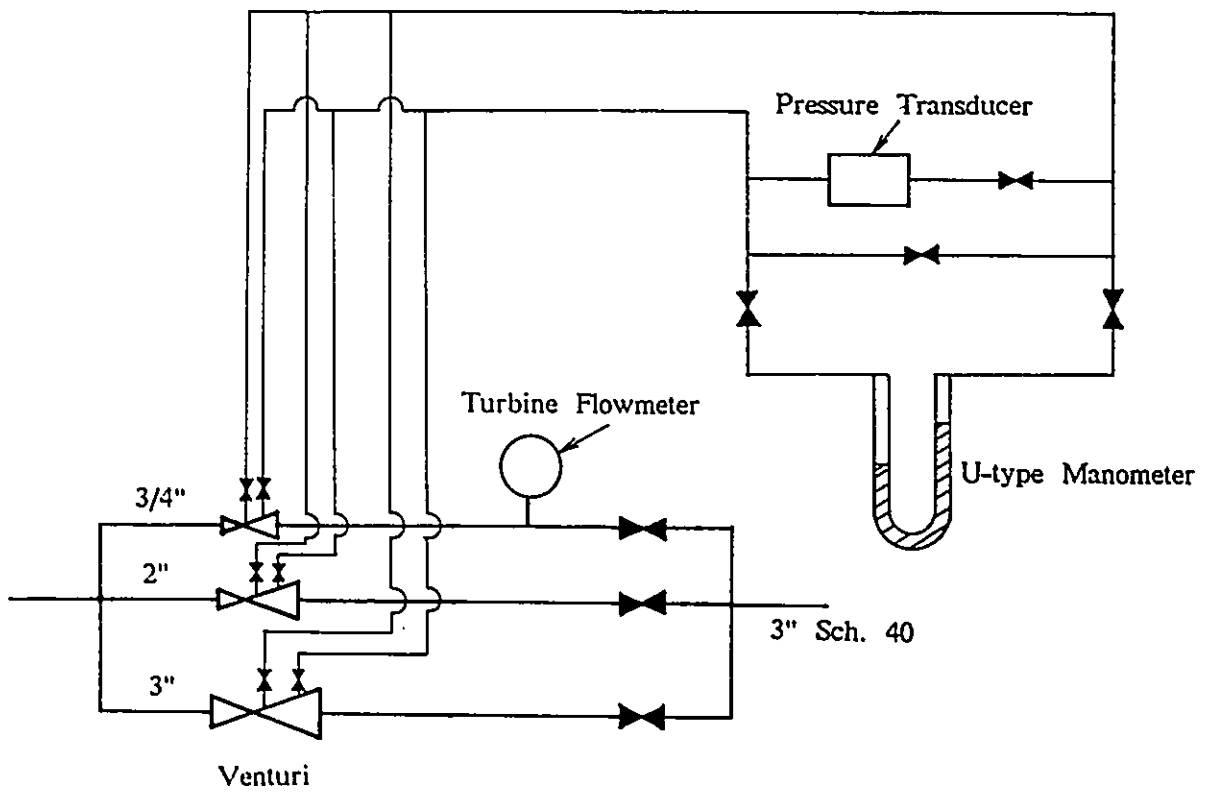 Pressure Transducer
Turbine Flowmeter
U-type Manometer
3/4"
2"
3" Sch. 40
3"
Venturi